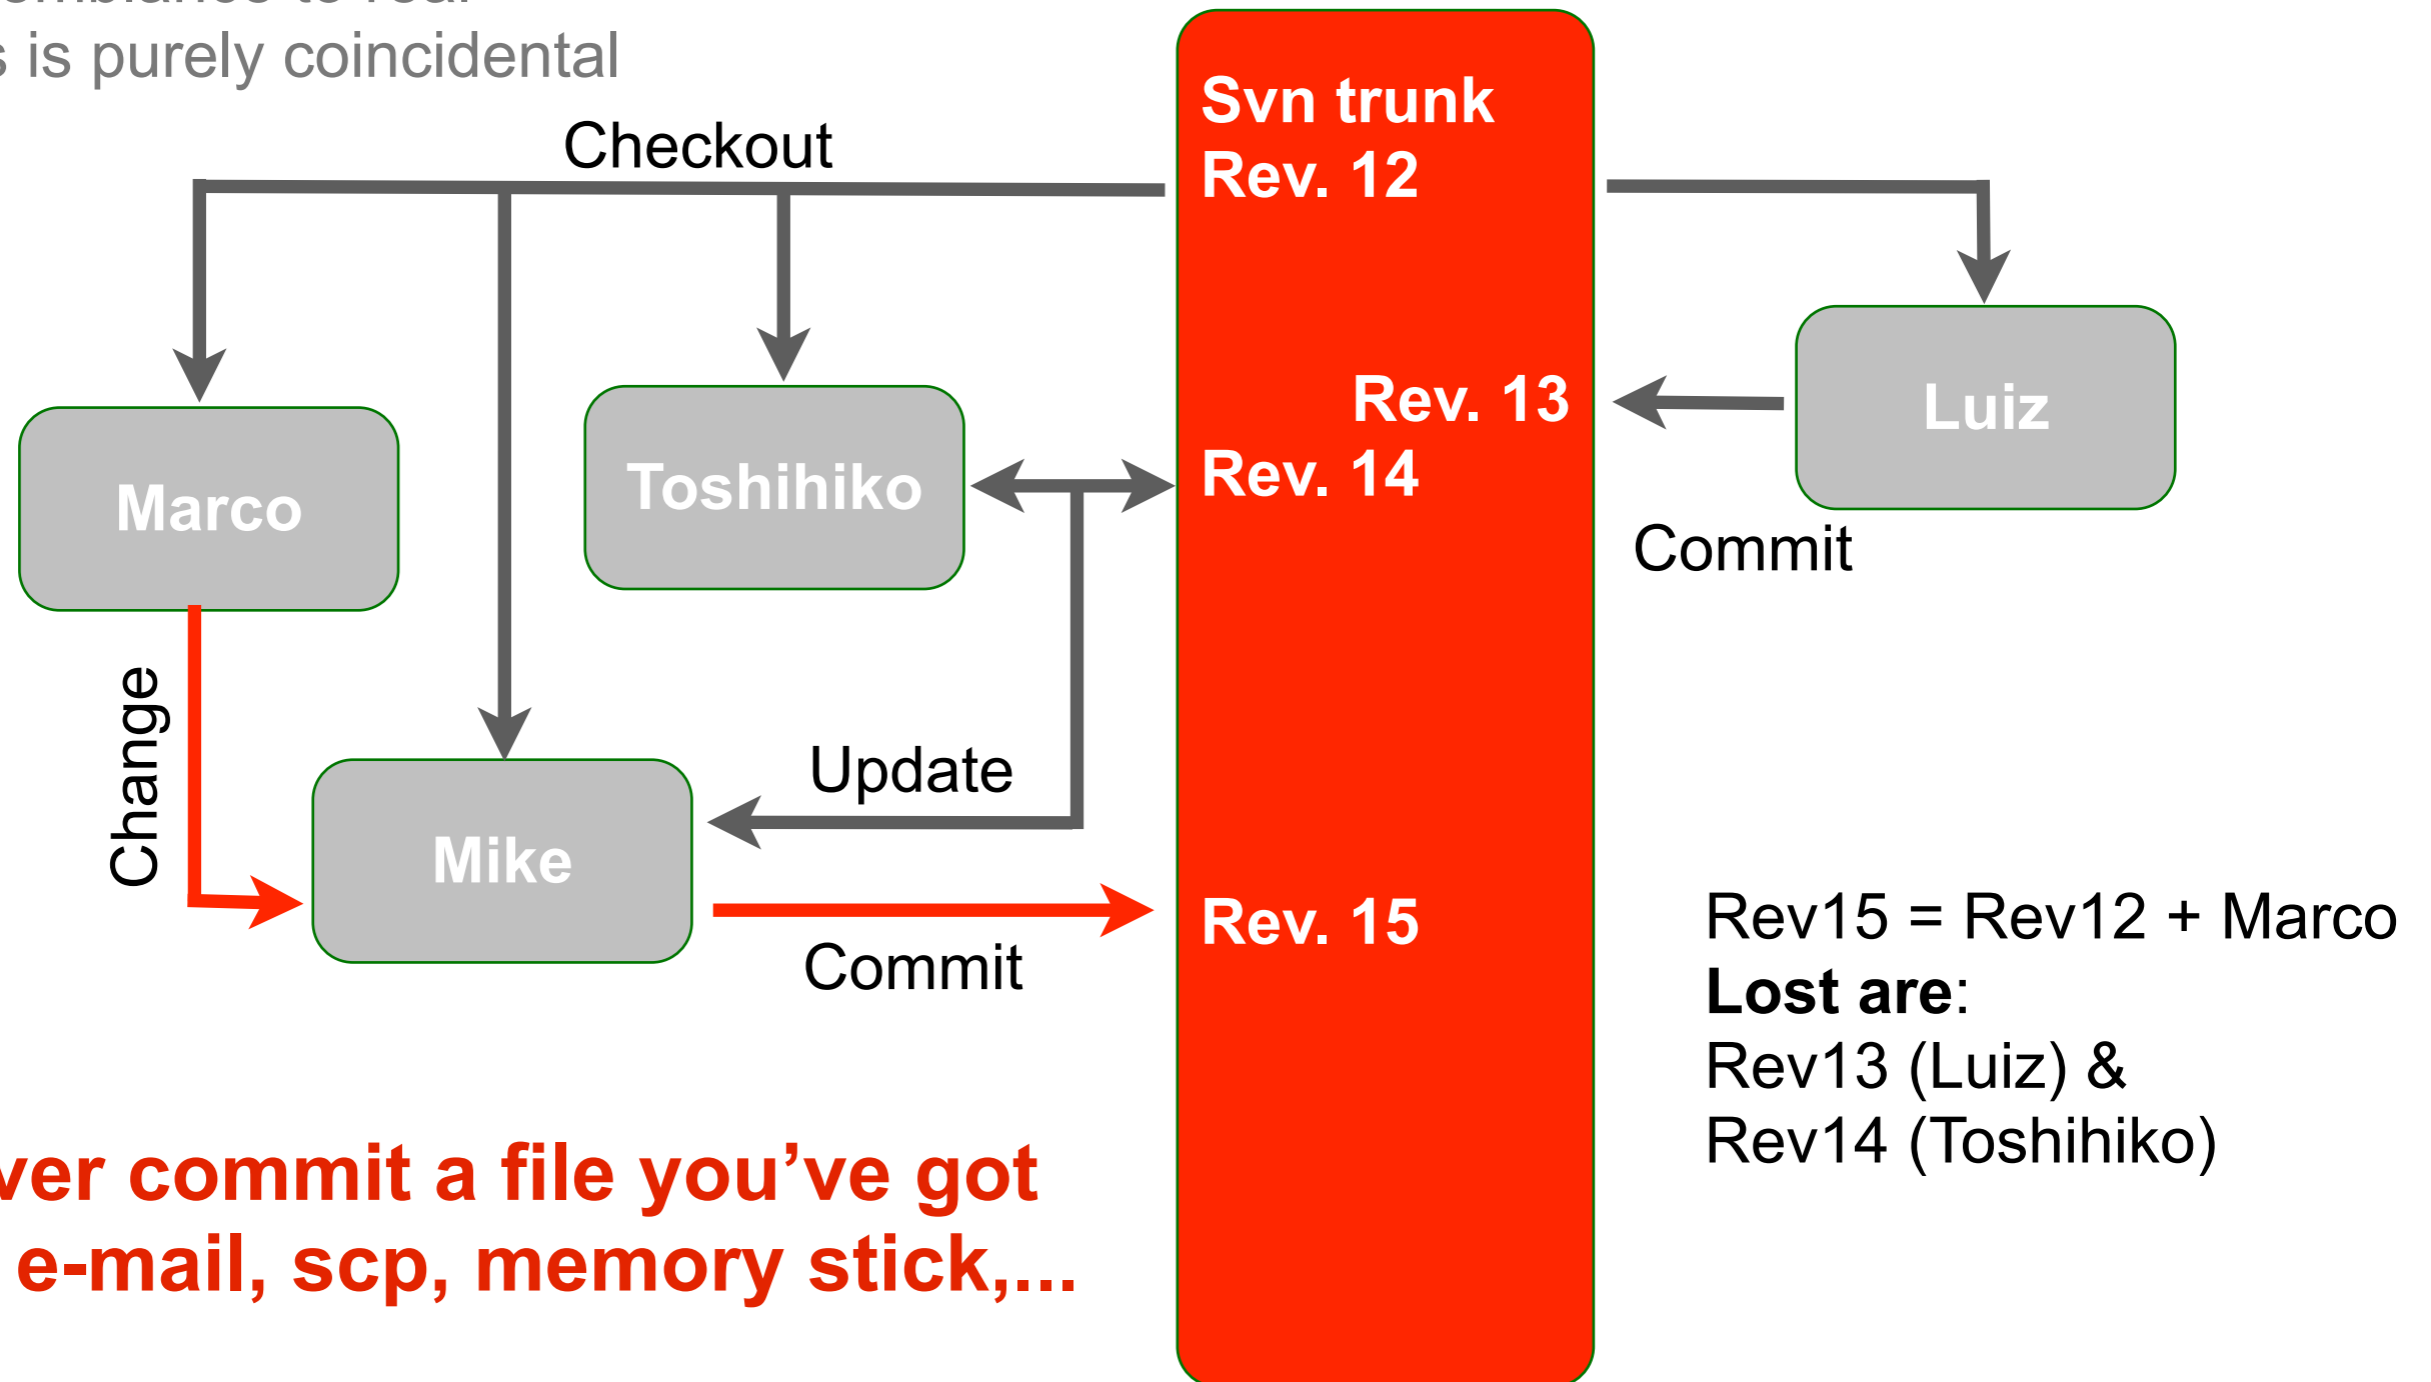 s is purely coincidental
Checkout
Svn trunk
Rev. 12
Rev. 13
Rev. 14
Luiz
Marco
Toshihiko
Commit
Change
Update
Mike
Commit
Rev. 15
Rev15 = Rev12 + Marco
Lost are:
Rev13 (Luiz) &
Rev14 (Toshihiko)
ver commit a file you’ve got
e-mail, scp, memory stick,...